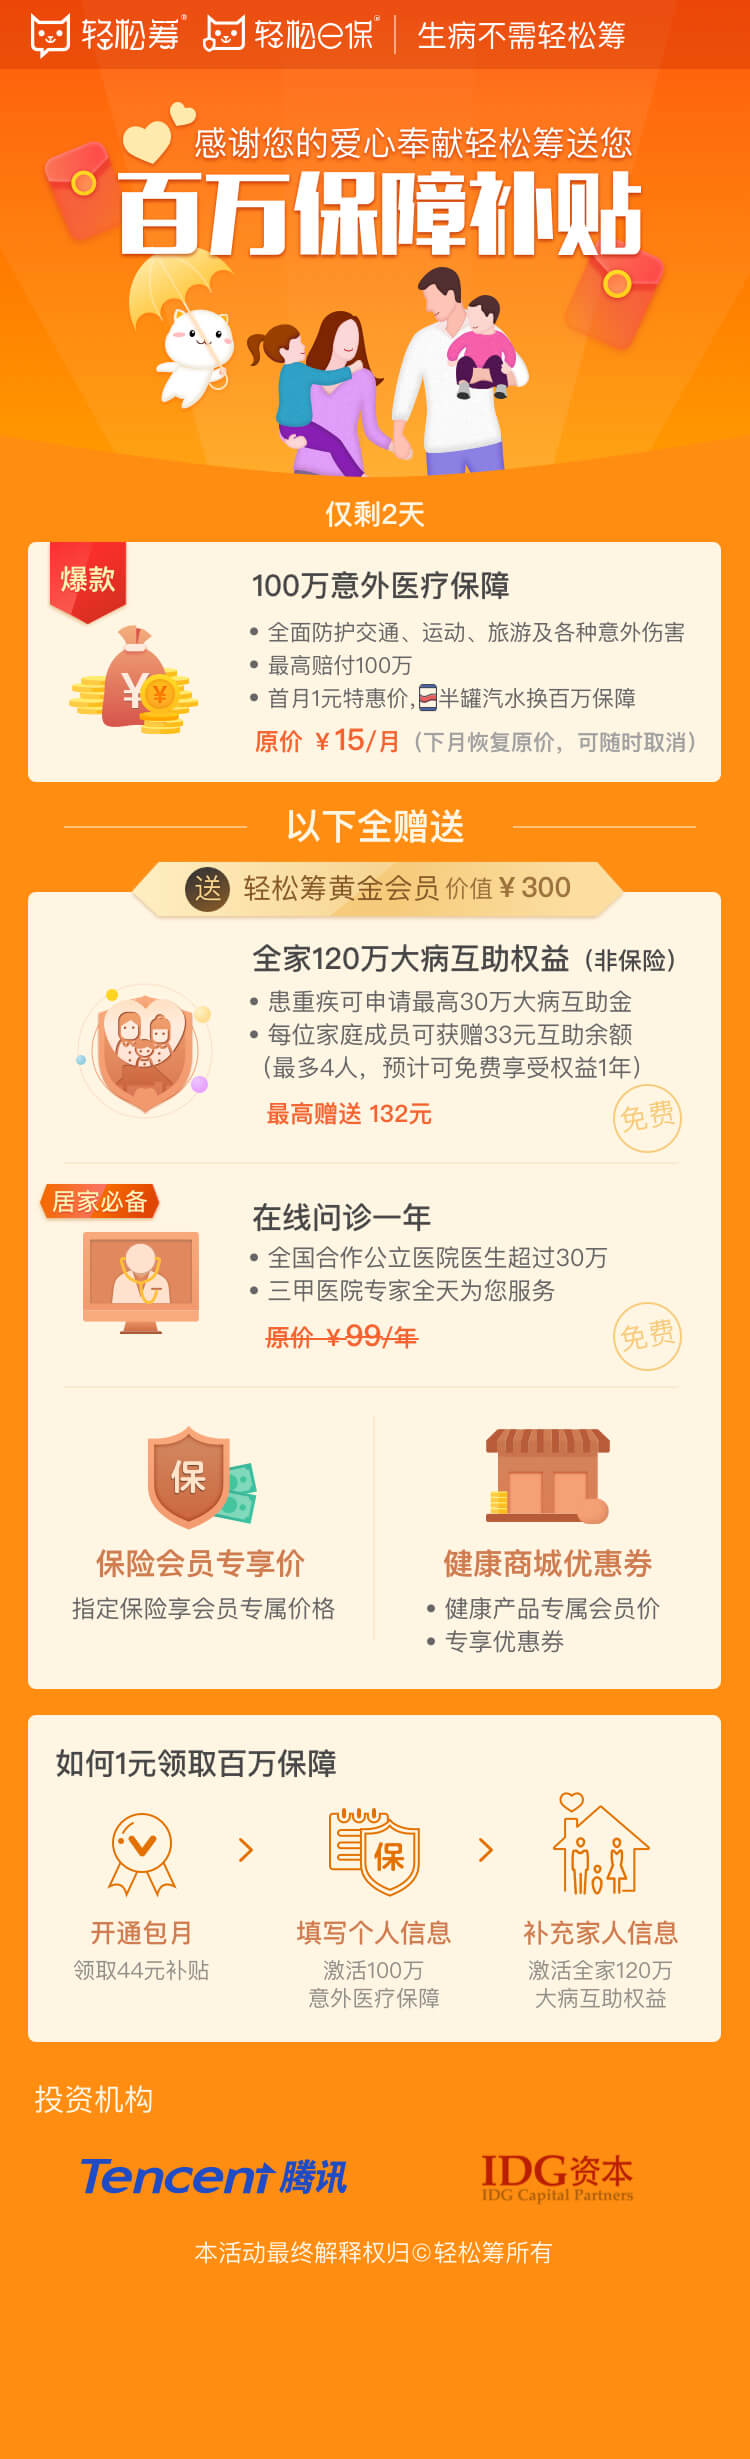 轻松筹® 轻松e保® 生病不需轻松筹
感谢您的爱心奉献轻松筹送您
百万保障补贴
仅剩2天
爆款
100万意外医疗保障
• 全面防护交通、运动、旅游及各种意外伤害
• 最高赔付100万
• 首月1元特惠价,半罐汽水换百万保障
原价 ¥15/月（下月恢复原价，可随时取消）
¥
¥
以下全赠送
送 轻松筹黄金会员 价值 ¥300
全家120万大病互助权益（非保险）
• 患重疾可申请最高30万大病互助金
• 每位家庭成员可获赠33元互助余额
（最多4人，预计可免费享受权益1年）
最高赠送 132元
免费
居家必备
在线问诊一年
• 全国合作公立医院医生超过30万
• 三甲医院专家全天为您服务
原价 ¥99/年
免费
保
保险会员专享价
指定保险享会员专属价格
健康商城优惠券
• 健康产品专属会员价
• 专享优惠券
如何1元领取百万保障
保
开通包月
领取44元补贴
填写个人信息
激活100万
意外医疗保障
补充家人信息
激活全家120万
大病互助权益
投资机构
Tencent 腾讯
IDG资本
IDG Capital Partners
本活动最终解释权归©轻松筹所有